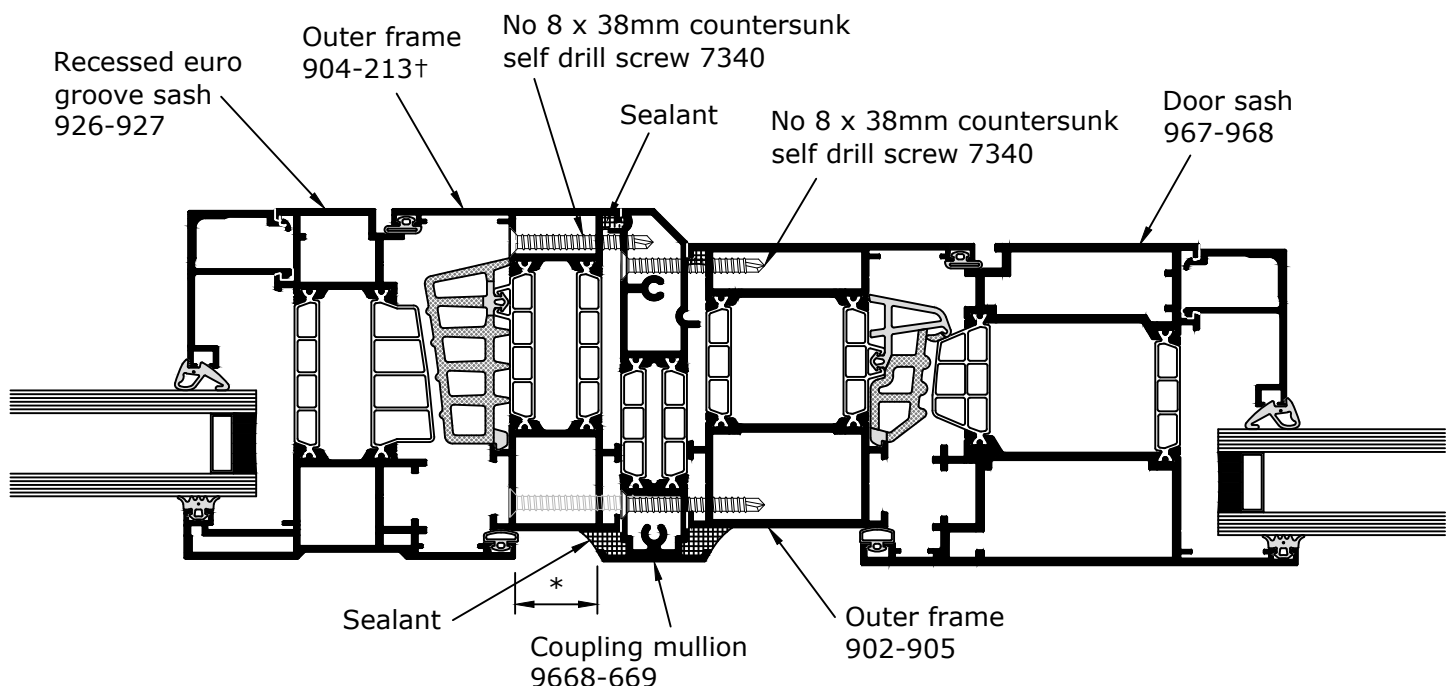 No 8 x 38mm countersunk
self drill screw 7340
Outer frame
904-213†
Recessed euro
groove sash
926-927
Sealant
No 8 x 38mm countersunk
self drill screw 7340
Door sash
967-968
*
Sealant
Coupling mullion
9668-669
Outer frame
902-905